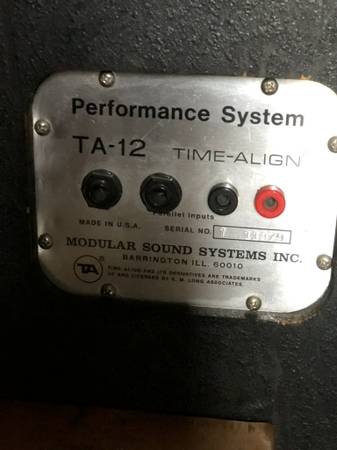 Performance System
TA-12 TIME-ALIGN
Parallel Inputs
MADE IN U.S.A. SERIAL NO.
MODULAR SOUND SYSTEMS INC.
BARRINGTON ILL. 60010
TA ®
TIME-ALIGN AND ITS DERIVATIVES ARE TRADEMARKS
OF AND LICENSED BY E. M. LONG ASSOCIATES.